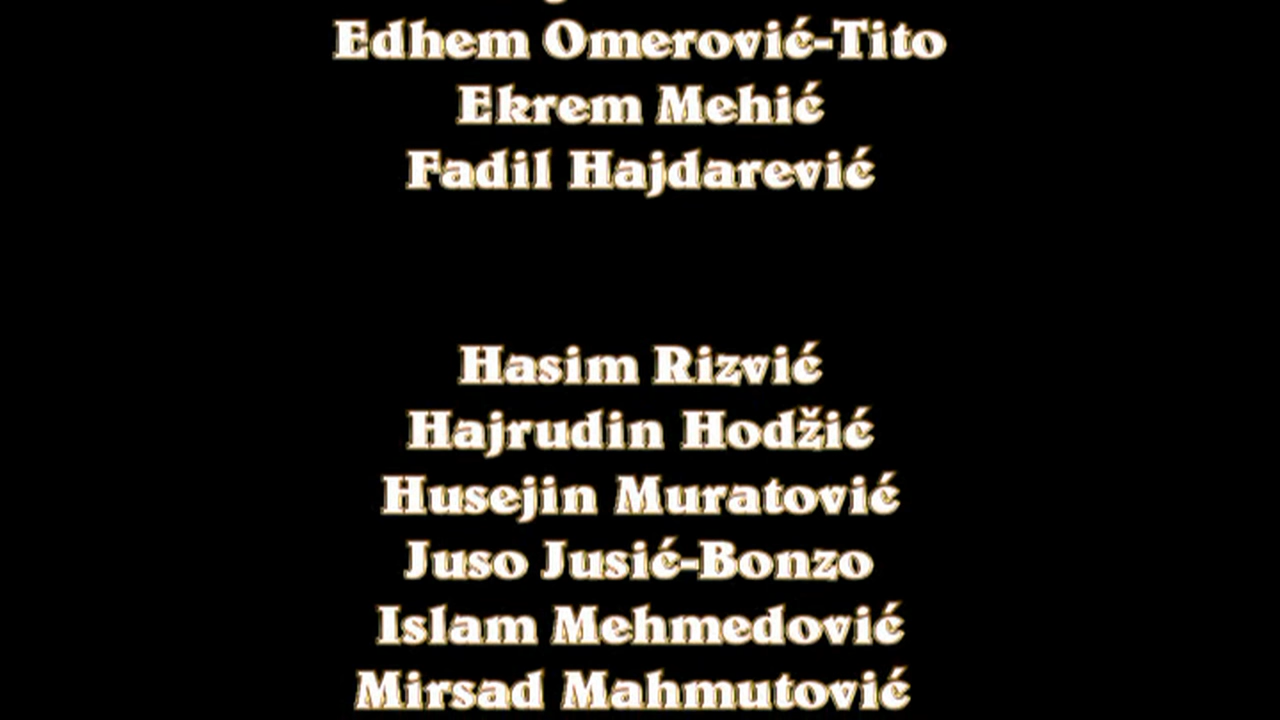 Edhem Omerović-Tito
Ekrem Mehić
Fadil Hajdarević
Hasim Rizvić
Hajrudin Hodžić
Husejin Muratović
Juso Jusić-Bonzo
Islam Mehmedović
Mirsad Mahmutović